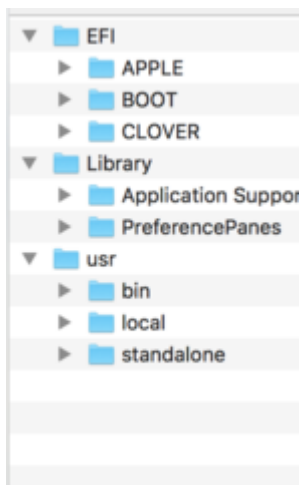 EFI
APPLE
BOOT
CLOVER
Library
Application Suppor
PreferencePanes
usr
bin
local
standalone